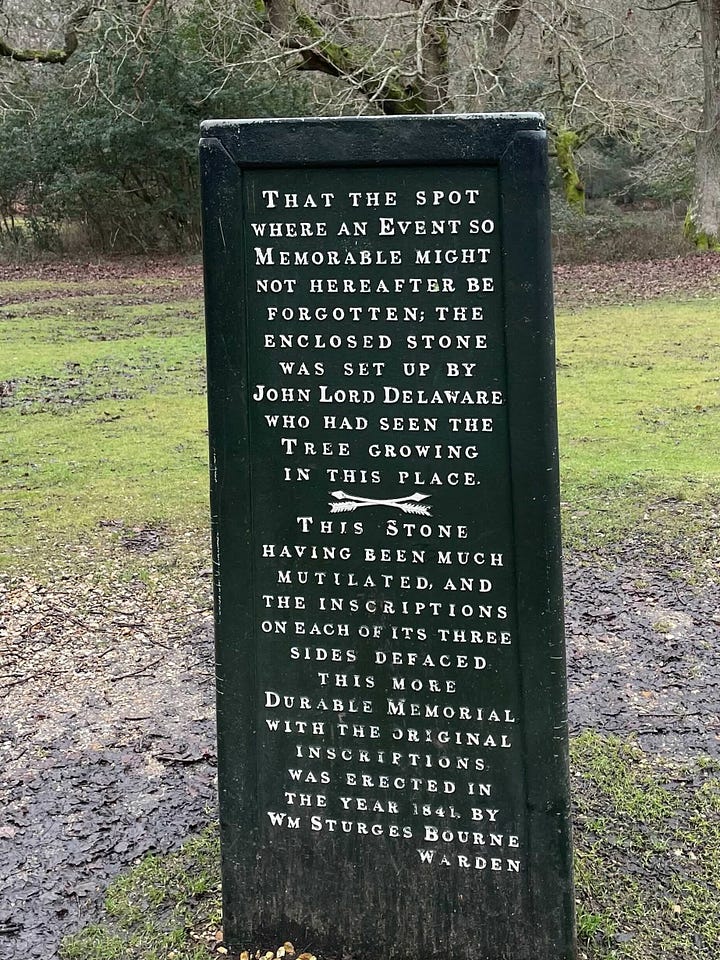 THAT THE SPOT
WHERE AN EVENT SO
MEMORABLE MIGHT
NOT HEREAFTER BE
FORGOTTEN; THE
ENCLOSED STONE
WAS SET UP BY
JOHN LORD DELAWARE
WHO HAD SEEN THE
TREE GROWING
IN THIS PLACE.
THIS STONE
HAVING BEEN MUCH
MUTILATED, AND
THE INSCRIPTIONS
ON EACH OF ITS THREE
SIDES DEFACED
THIS MORE
DURABLE MEMORIAL
WITH THE ORIGINAL
INSCRIPTIONS
WAS ERECTED IN
THE YEAR 1841. BY
WM STURGES BOURNE
WARDEN